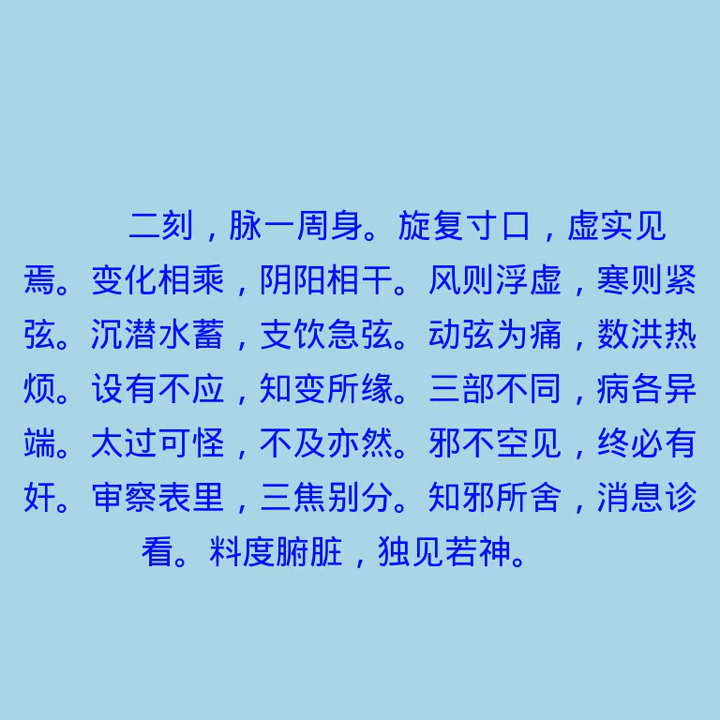 二刻，脉一周身。旋复寸口，虚实见
焉。变化相乘，阴阳相干。风则浮虚，寒则紧
弦。沉潜水蓄，支饮急弦。动弦为痛，数洪热
烦。设有不应，知变所缘。三部不同，病各异
端。太过可怪，不及亦然。邪不空见，终必有
奸。审察表里，三焦别分。知邪所舍，消息诊
看。料度腑脏，独见若神。